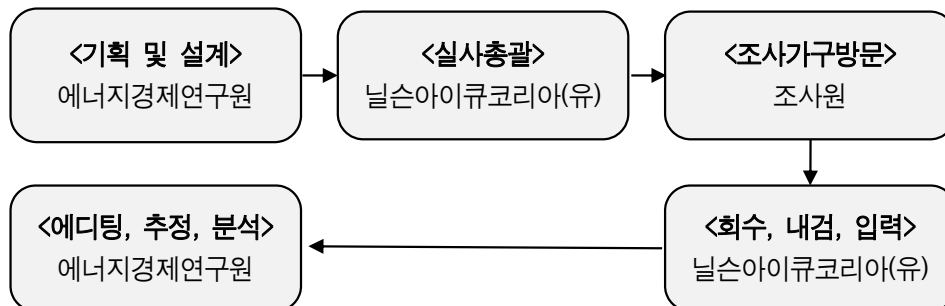 <기획 및 설계>
에너지경제연구원
<실사총괄>
닐슨아이큐코리아(유)
<조사가구방문>
조사원
<회수, 내검, 입력>
닐슨아이큐코리아(유)
<에디팅, 추정, 분석>
에너지경제연구원